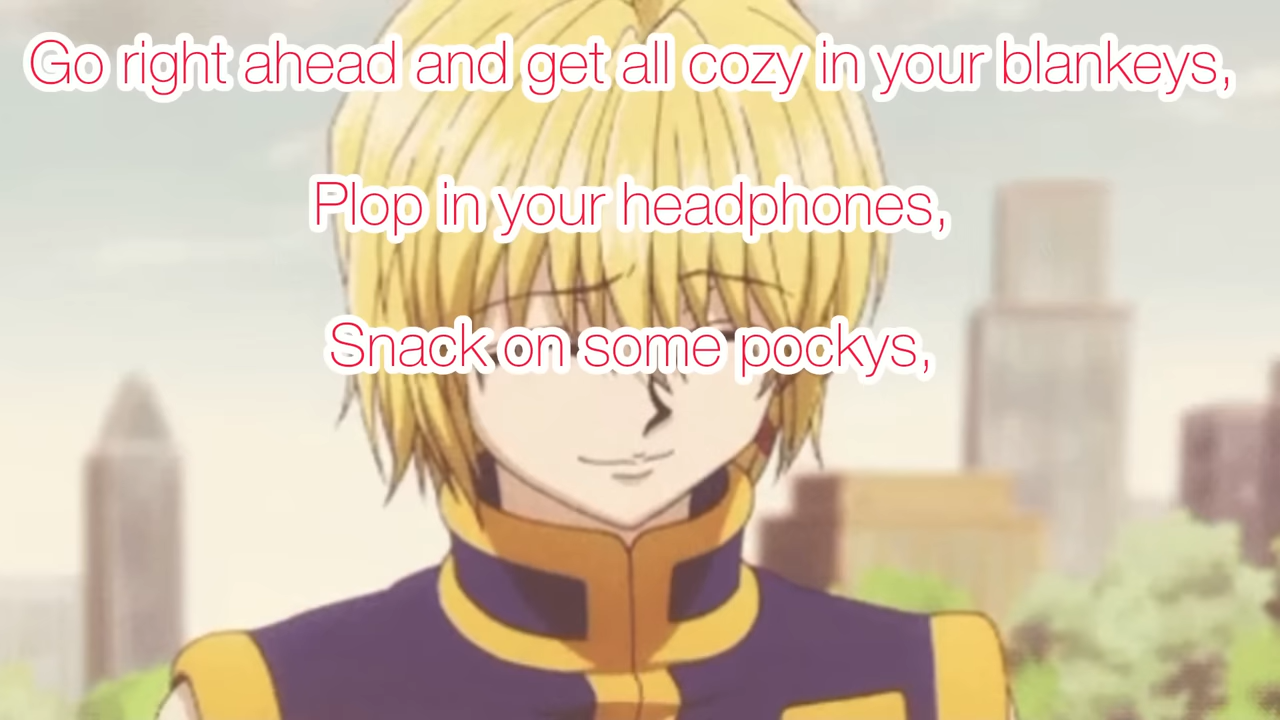 Go right ahead and get all cozy in your blankeys,
Plop in your headphones,
Snack on some pockys,